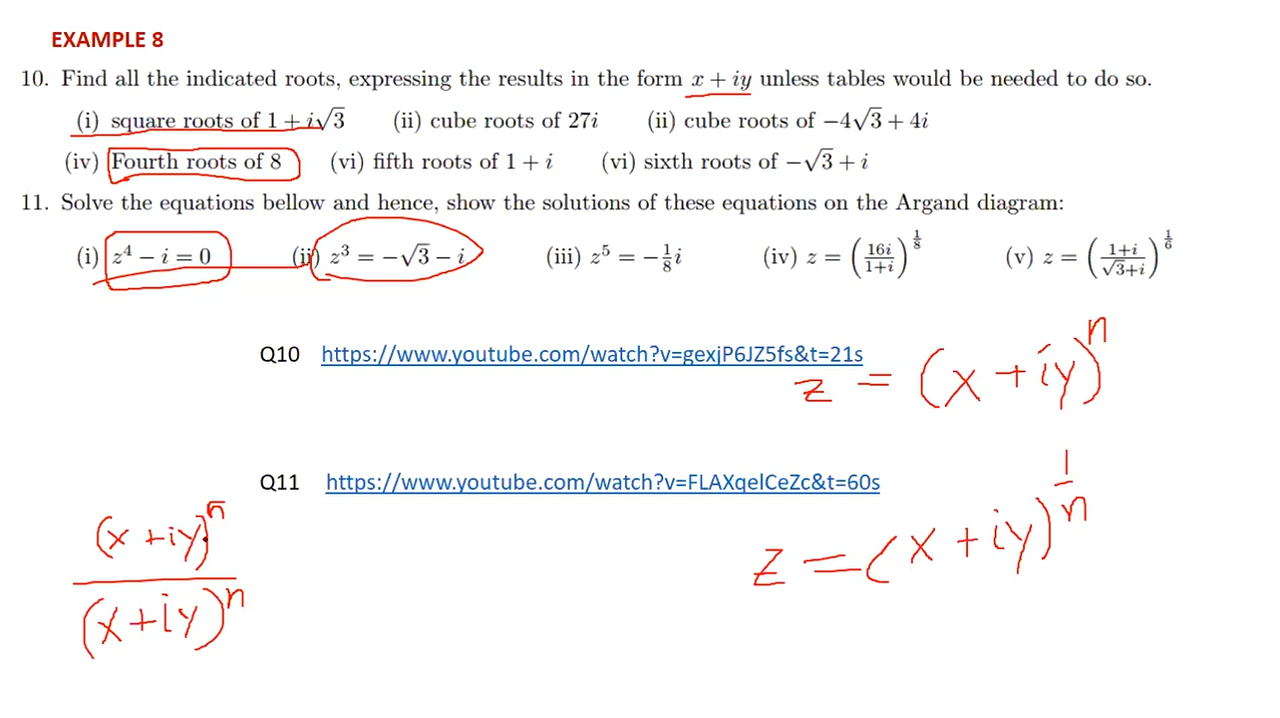 EXAMPLE 8
10. Find all the indicated roots, expressing the results in the form x + iy unless tables would be needed to do so.
(i) square roots of 1 + i√3 (ii) cube roots of 27i (ii) cube roots of −4√3 + 4i
(iv) Fourth roots of 8 (vi) fifth roots of 1 + i (vi) sixth roots of −√3 + i
11. Solve the equations bellow and hence, show the solutions of these equations on the Argand diagram:
(i) z⁴ − i = 0 (ii) z³ = −√3 − i (iii) z⁵ = −1/8 i (iv) z = (16i/(1+i))^(1/8) (v) z = ((1+i)/(√3+i))^(1/6)
Q10 https://www.youtube.com/watch?v=gexjP6JZ5fs&t=21s
z = (x + iy)^n
Q11 https://www.youtube.com/watch?v=FLAXqelCeZc&t=60s
z = (x + iy)^(1/n)
(x + iy)^n
(x + iy)^n